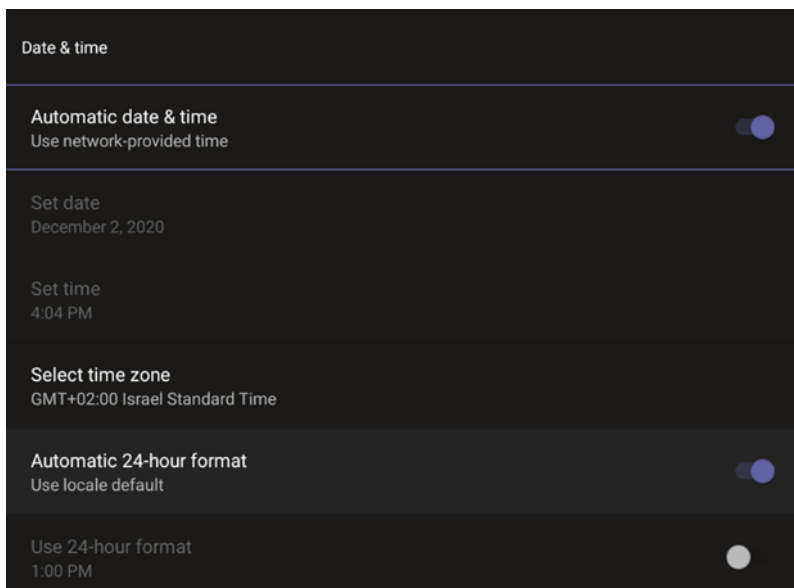 Date & time
Automatic date & time
Use network-provided time
Set date
December 2, 2020
Set time
4:04 PM
Select time zone
GMT+02:00 Israel Standard Time
Automatic 24-hour format
Use locale default
Use 24-hour format
1:00 PM